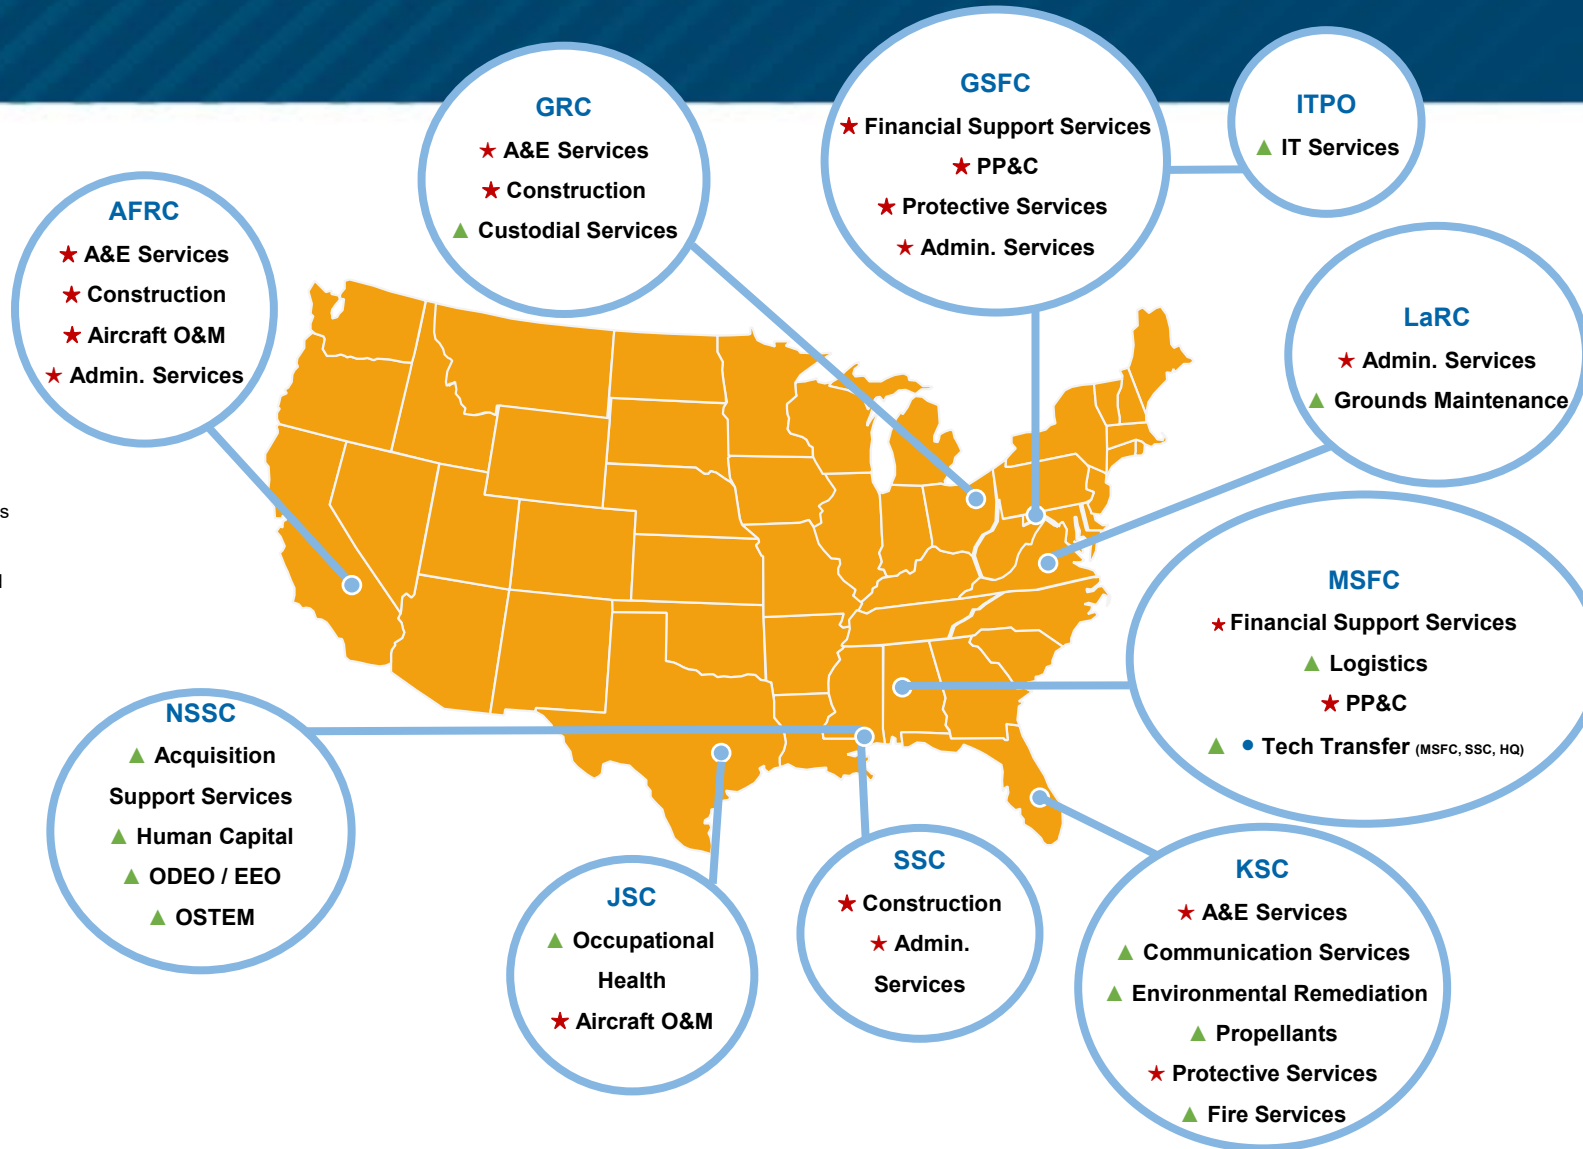 GRC
★ A&E Services
★ Construction
▲ Custodial Services
GSFC
★ Financial Support Services
★ PP&C
★ Protective Services
★ Admin. Services
ITPO
▲ IT Services
AFRC
★ A&E Services
★ Construction
★ Aircraft O&M
★ Admin. Services
LaRC
★ Admin. Services
▲ Grounds Maintenance
MSFC
★ Financial Support Services
▲ Logistics
★ PP&C
▲ • Tech Transfer (MSFC, SSC, HQ)
NSSC
▲ Acquisition
Support Services
▲ Human Capital
▲ ODEO / EEO
▲ OSTEM
JSC
▲ Occupational
Health
★ Aircraft O&M
SSC
★ Construction
★ Admin.
Services
KSC
★ A&E Services
▲ Communication Services
▲ Environmental Remediation
▲ Propellants
★ Protective Services
▲ Fire Services